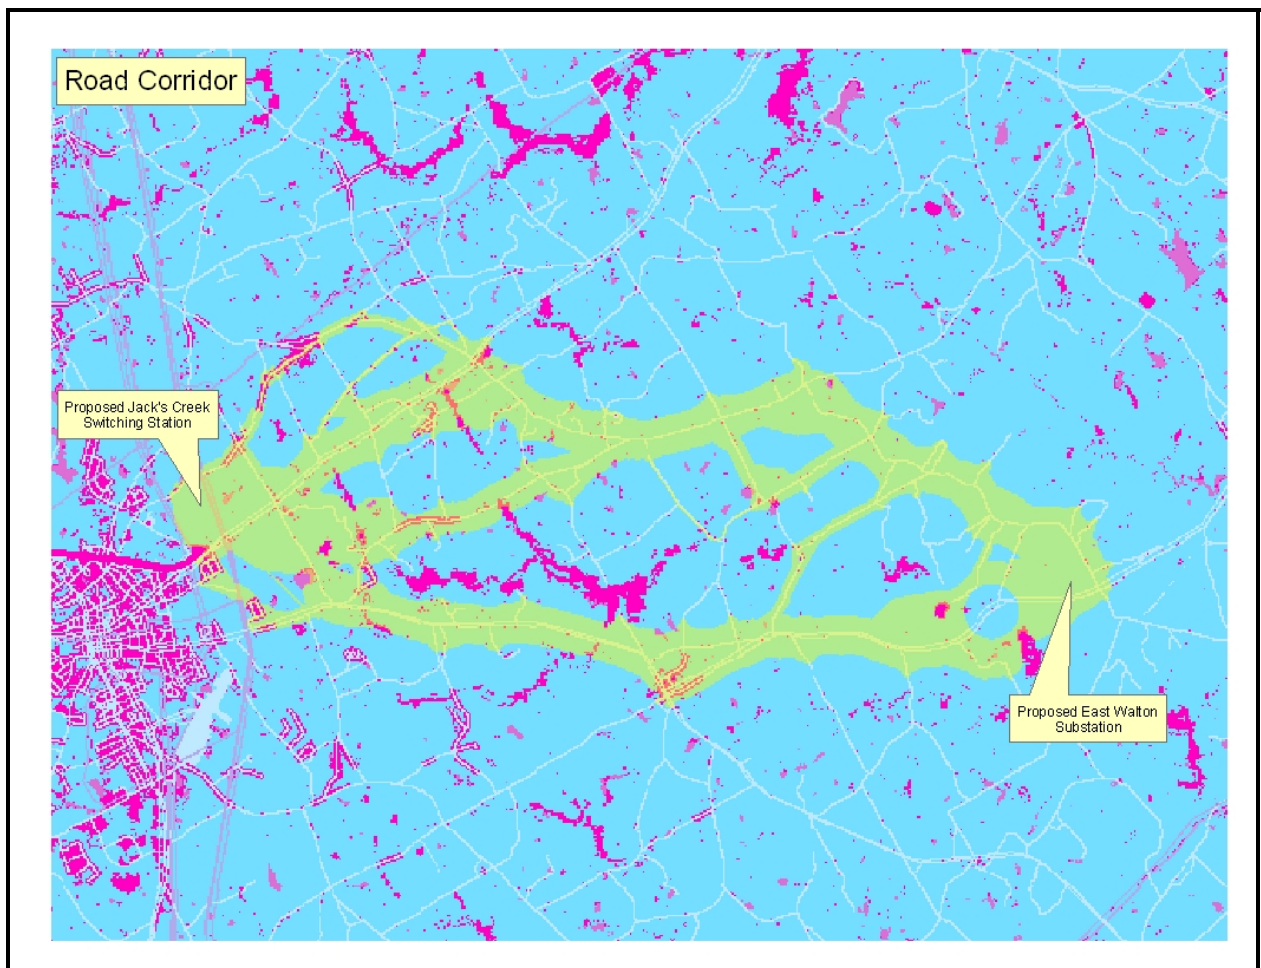 Road Corridor
Proposed Jack's Creek
Switching Station
Proposed East Walton
Substation